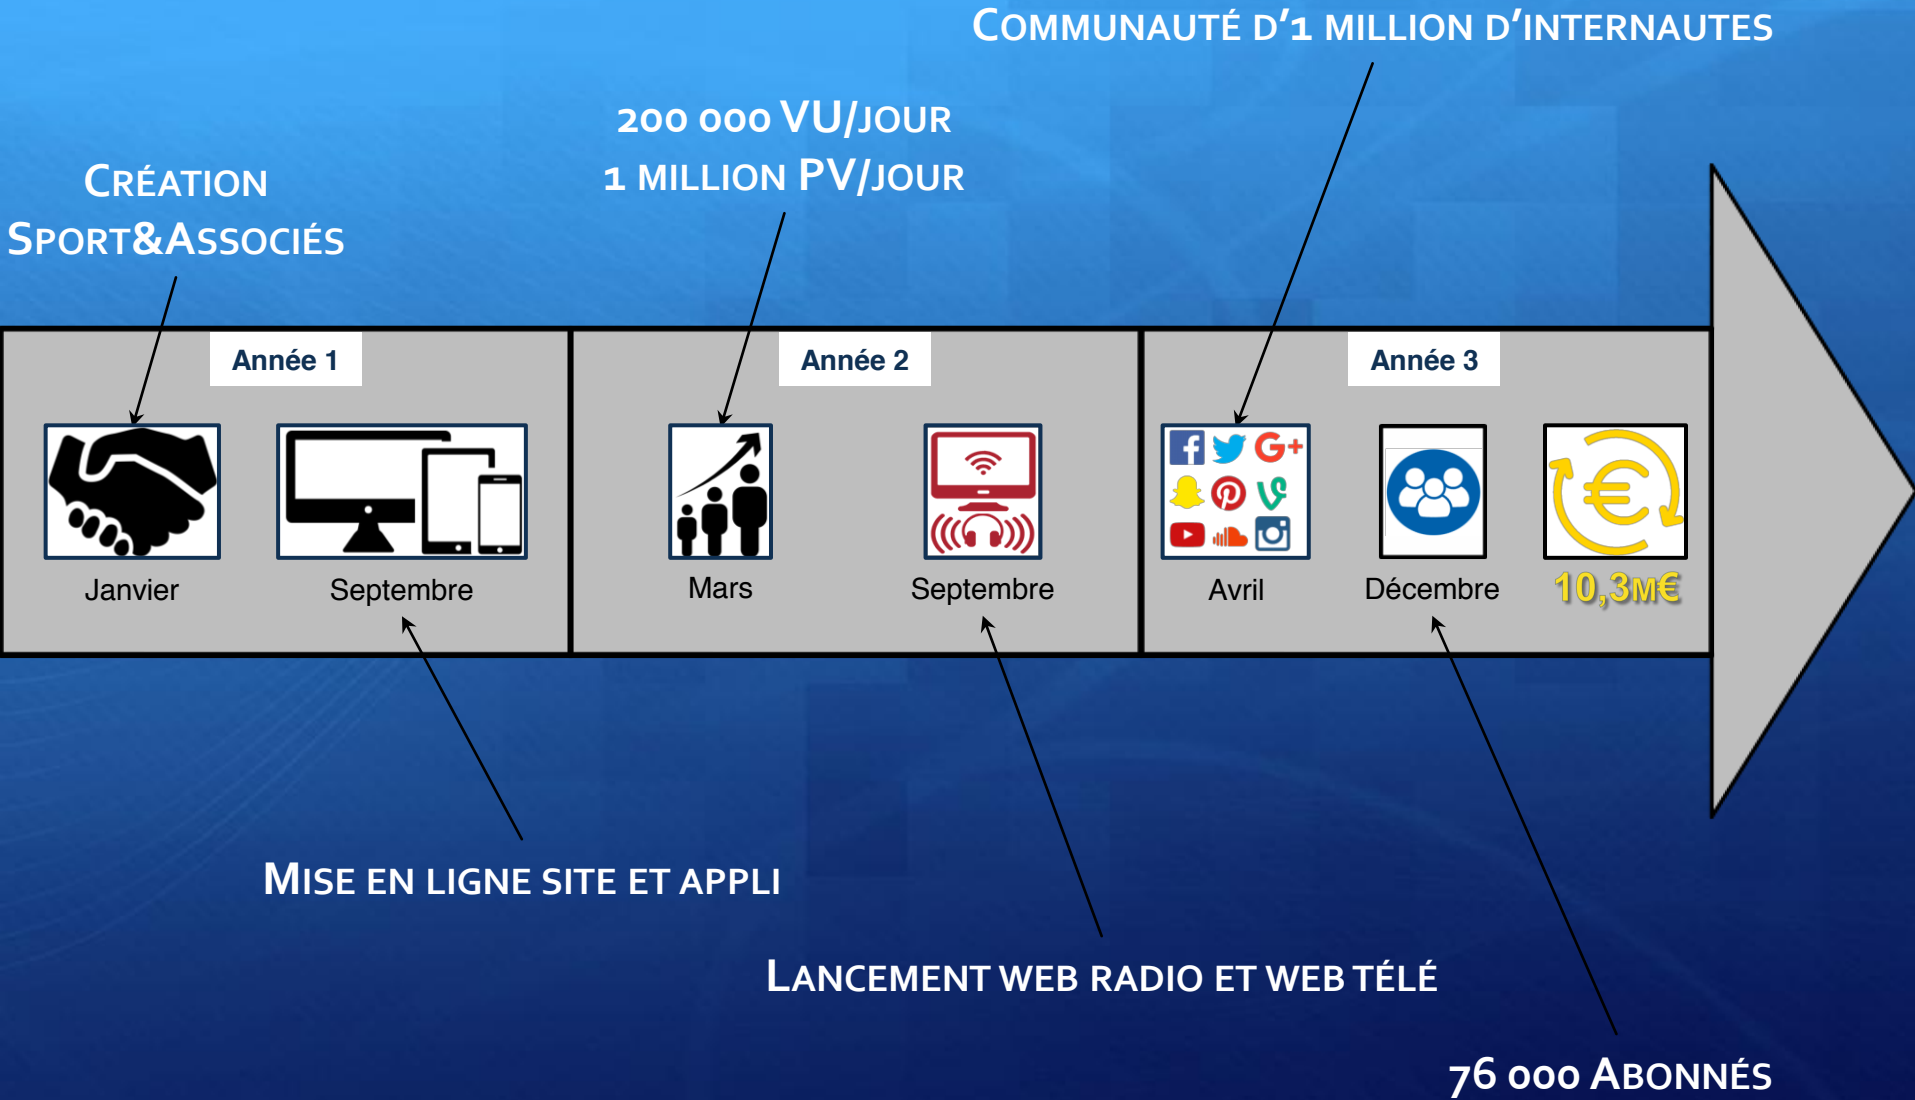 COMMUNAUTÉ D'1 MILLION D'INTERNAUTES
200 000 VU/JOUR
1 MILLION PV/JOUR
CRÉATION
SPORT&ASSOCIÉS
Année 1
Année 2
Année 3
Janvier
Septembre
Mars
Septembre
Avril
Décembre
10,3M€
MISE EN LIGNE SITE ET APPLI
LANCEMENT WEB RADIO ET WEB TÉLÉ
76 000 ABONNÉS